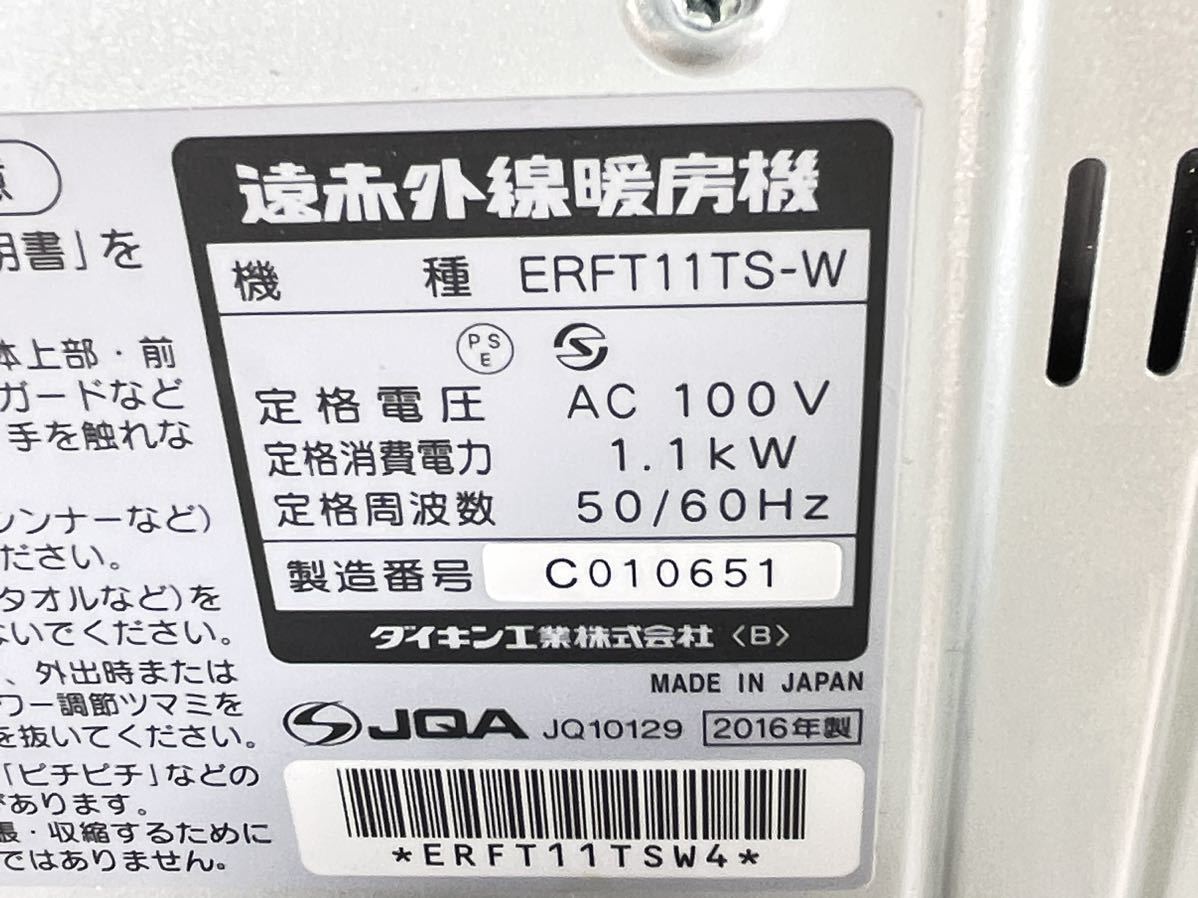 明書」を
体上部・前
ガードなど
手を触れな
シンナーなど)
ださい。
タオルなど)を
ないでください。
、外出時または
ワー調節ツマミを
を抜いてください。
「ピチピチ」などの
があります。
張・収縮するために
ではありません。
遠赤外線暖房機
機種 ERFT11TS-W
PSE
定格電圧 AC 100V
定格消費電力 1.1kW
定格周波数 50/60Hz
製造番号 C010651
ダイキン工業株式会社〈B〉
MADE IN JAPAN
JQA JQ10129 2016年製
*ERFT11TSW4*